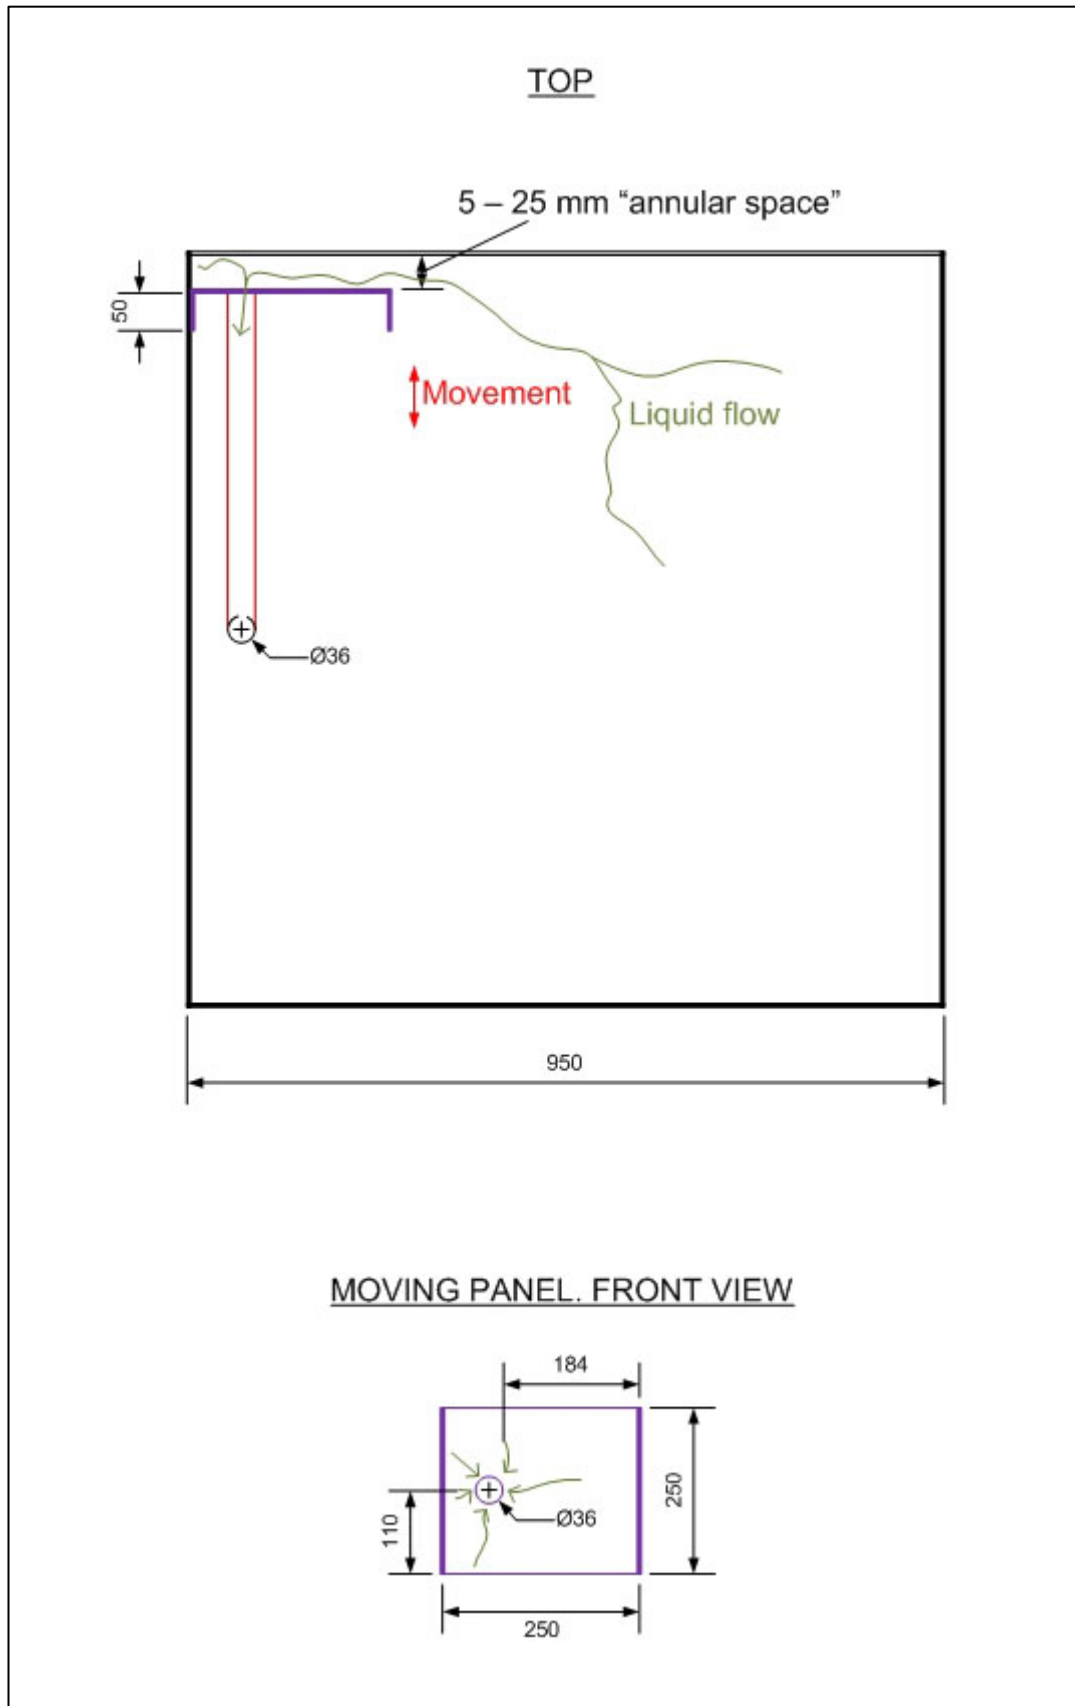 TOP
5 – 25 mm “annular space”
50
Movement
Liquid flow
Ø36
950
MOVING PANEL. FRONT VIEW
184
250
Ø36
110
250